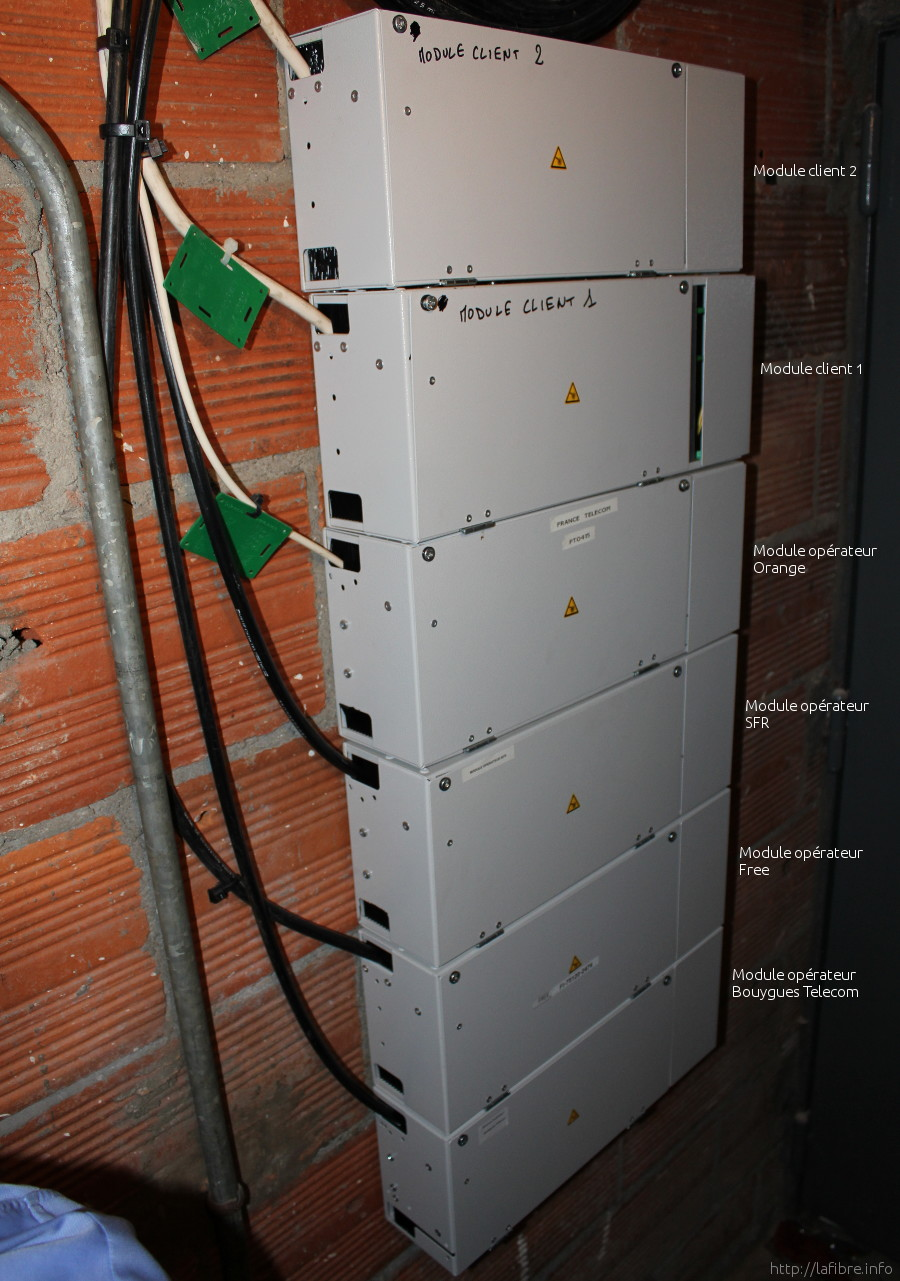 MODULE CLIENT 2
Module client 2
MODULE CLIENT 1
Module client 1
FRANCE TELECOM
Module opérateur
Orange
Module opérateur
SFR
Module opérateur
Free
Module opérateur
Bouygues Telecom
http://lafibre.info